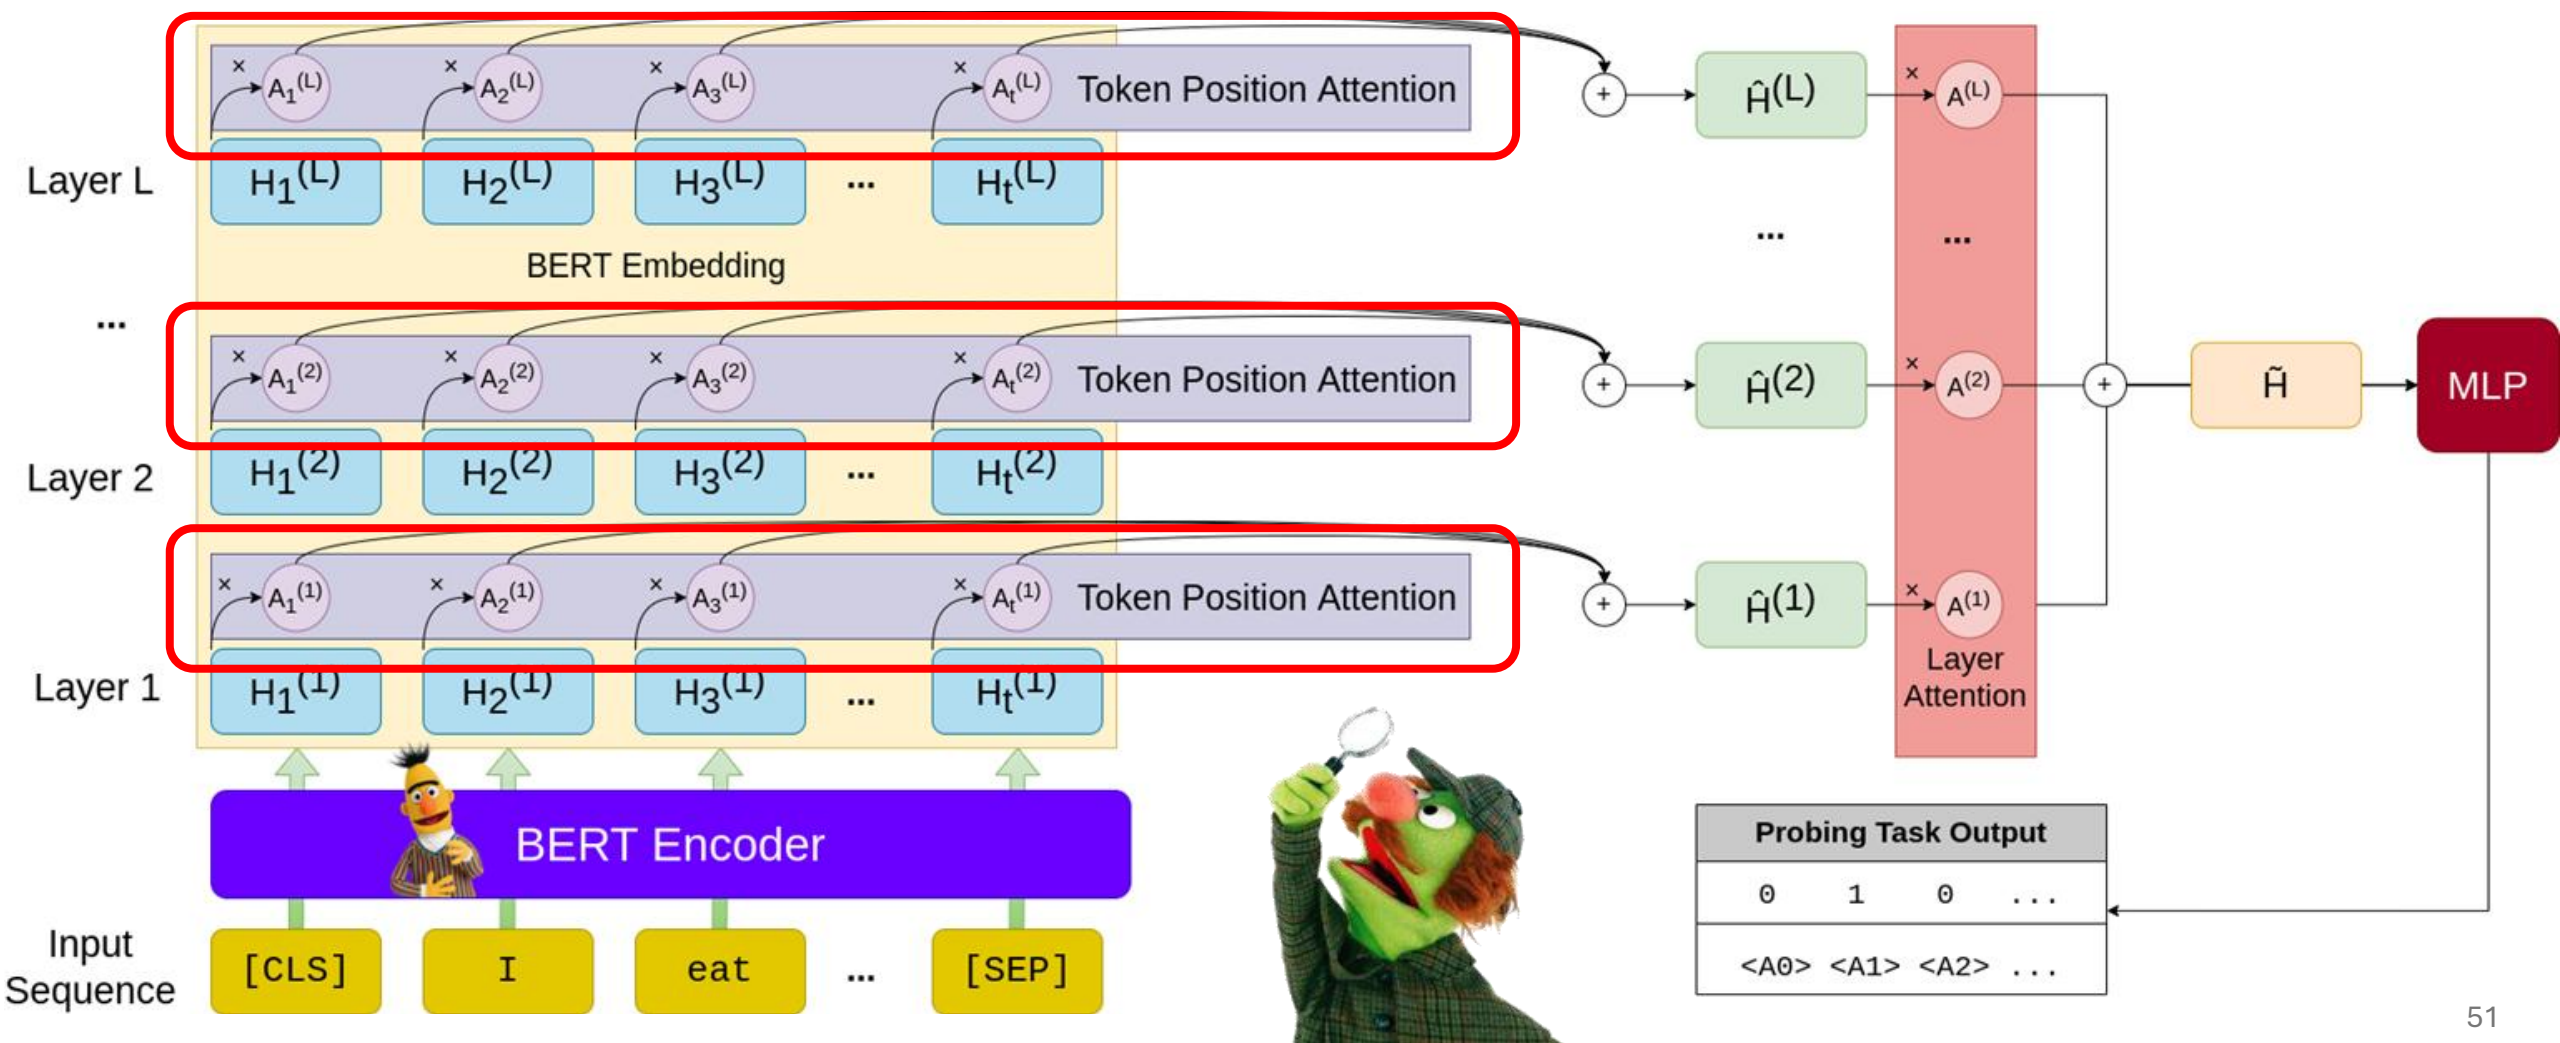 × A₁⁽ᴸ⁾ × A₂⁽ᴸ⁾ × A₃⁽ᴸ⁾ × Aₜ⁽ᴸ⁾ Token Position Attention
+ Ĥ(L) × A⁽ᴸ⁾
Layer L H₁(L) H₂(L) H₃(L) ... Hₜ(L)
... ...
BERT Embedding
...
× A₁⁽²⁾ × A₂⁽²⁾ × A₃⁽²⁾ × Aₜ⁽²⁾ Token Position Attention
+ Ĥ(2) × A⁽²⁾ + H̃ MLP
Layer 2 H₁(2) H₂(2) H₃(2) ... Hₜ(2)
× A₁⁽¹⁾ × A₂⁽¹⁾ × A₃⁽¹⁾ × Aₜ⁽¹⁾ Token Position Attention
+ Ĥ(1) × A⁽¹⁾
Layer
Attention
Layer 1 H₁(1) H₂(1) H₃(1) ... Hₜ(1)
BERT Encoder
Input
Sequence
[CLS] I eat ... [SEP]
Probing Task Output
0 1 0 ...
<A0> <A1> <A2> ...
51